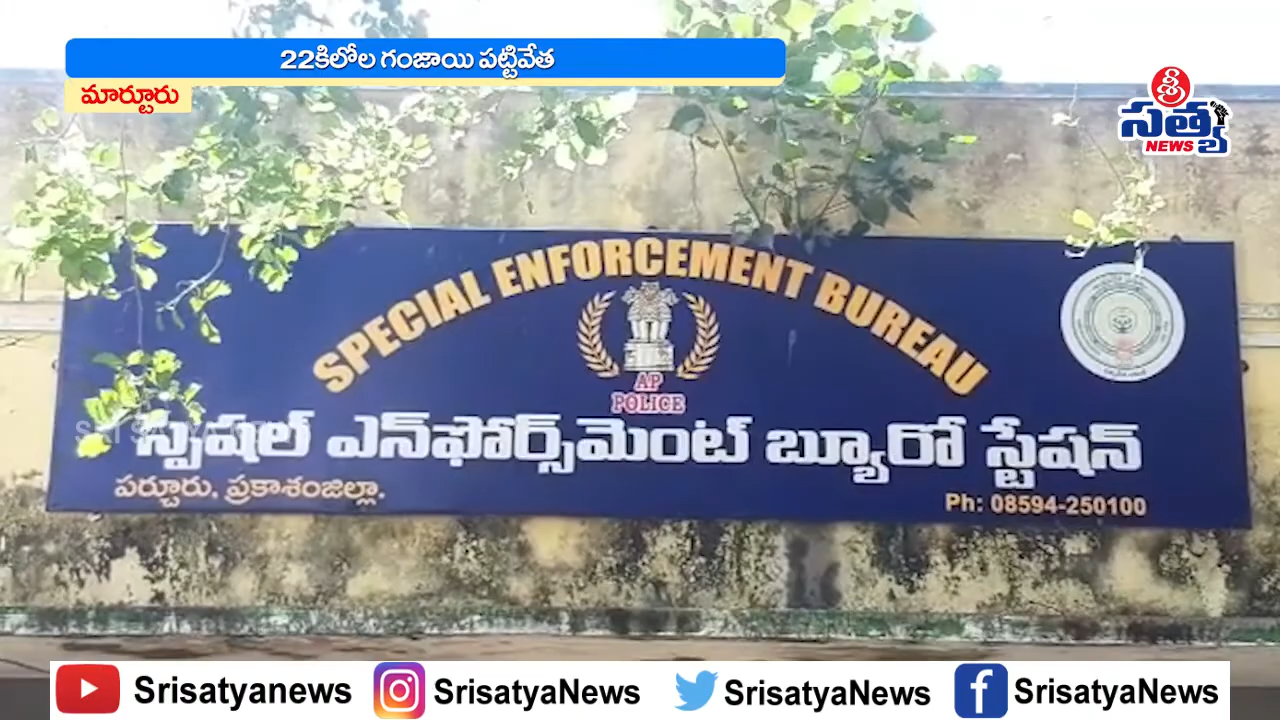 22కిలోల గంజాయి పట్టివేత
మార్టూరు
శ్రీ
సత్య
NEWS
SPECIAL ENFORCEMENT BUREAU
AP
POLICE
స్పెషల్ ఎన్‌ఫోర్స్‌మెంట్ బ్యూరో స్టేషన్
పర్చూరు, ప్రకాశంజిల్లా.
Ph: 08594-250100
Srisatyanews
SrisatyaNews
SrisatyaNews
SrisatyaNews